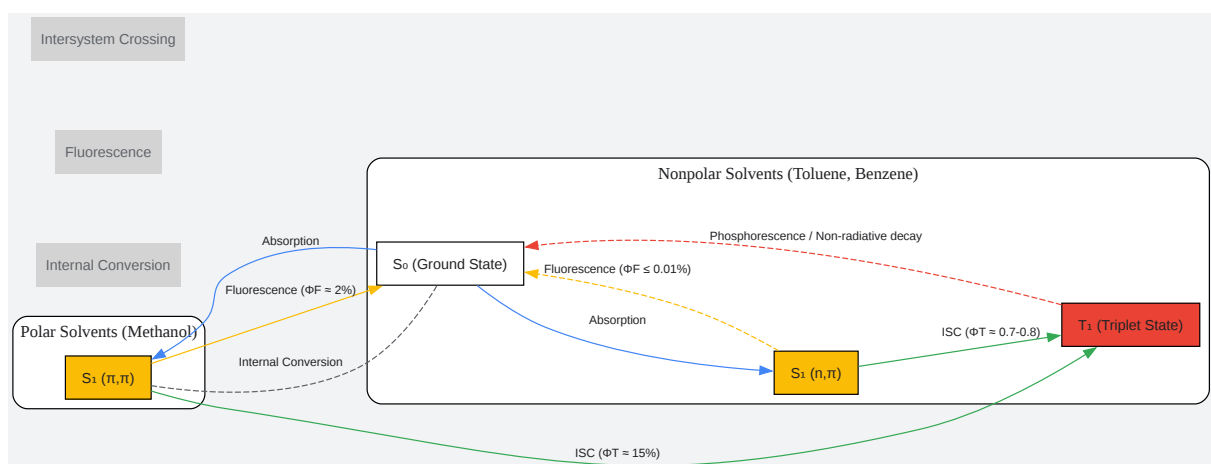 Intersystem Crossing
Fluorescence
Internal Conversion
Polar Solvents (Methanol)
S₁ (π,π)
Nonpolar Solvents (Toluene, Benzene)
S₀ (Ground State)
S₁ (n,π)
T₁ (Triplet State)
Absorption
Fluorescence (ΦF ≈ 2%)
Internal Conversion
Phosphorescence / Non-radiative decay
Fluorescence (ΦF ≤ 0.01%)
Absorption
ISC (ΦT ≈ 0.7-0.8)
ISC (ΦT ≈ 15%)